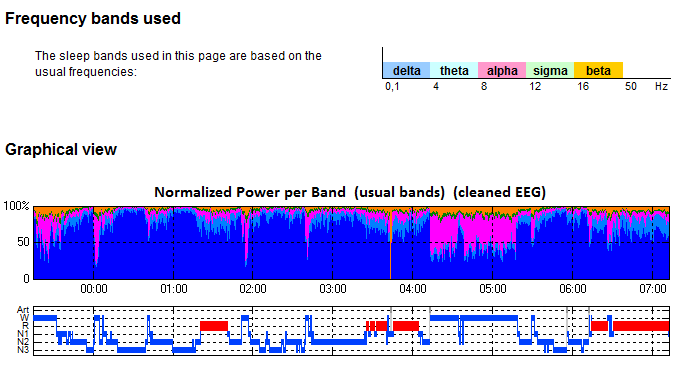 Frequency bands used
The sleep bands used in this page are based on the
usual frequencies:
delta theta alpha sigma beta
0,1 4 8 12 16 50 Hz
Graphical view
Normalized Power per Band (usual bands) (cleaned EEG)
100%
50
0
00:00 01:00 02:00 03:00 04:00 05:00 06:00 07:00
Art
W
R
N1
N2
N3